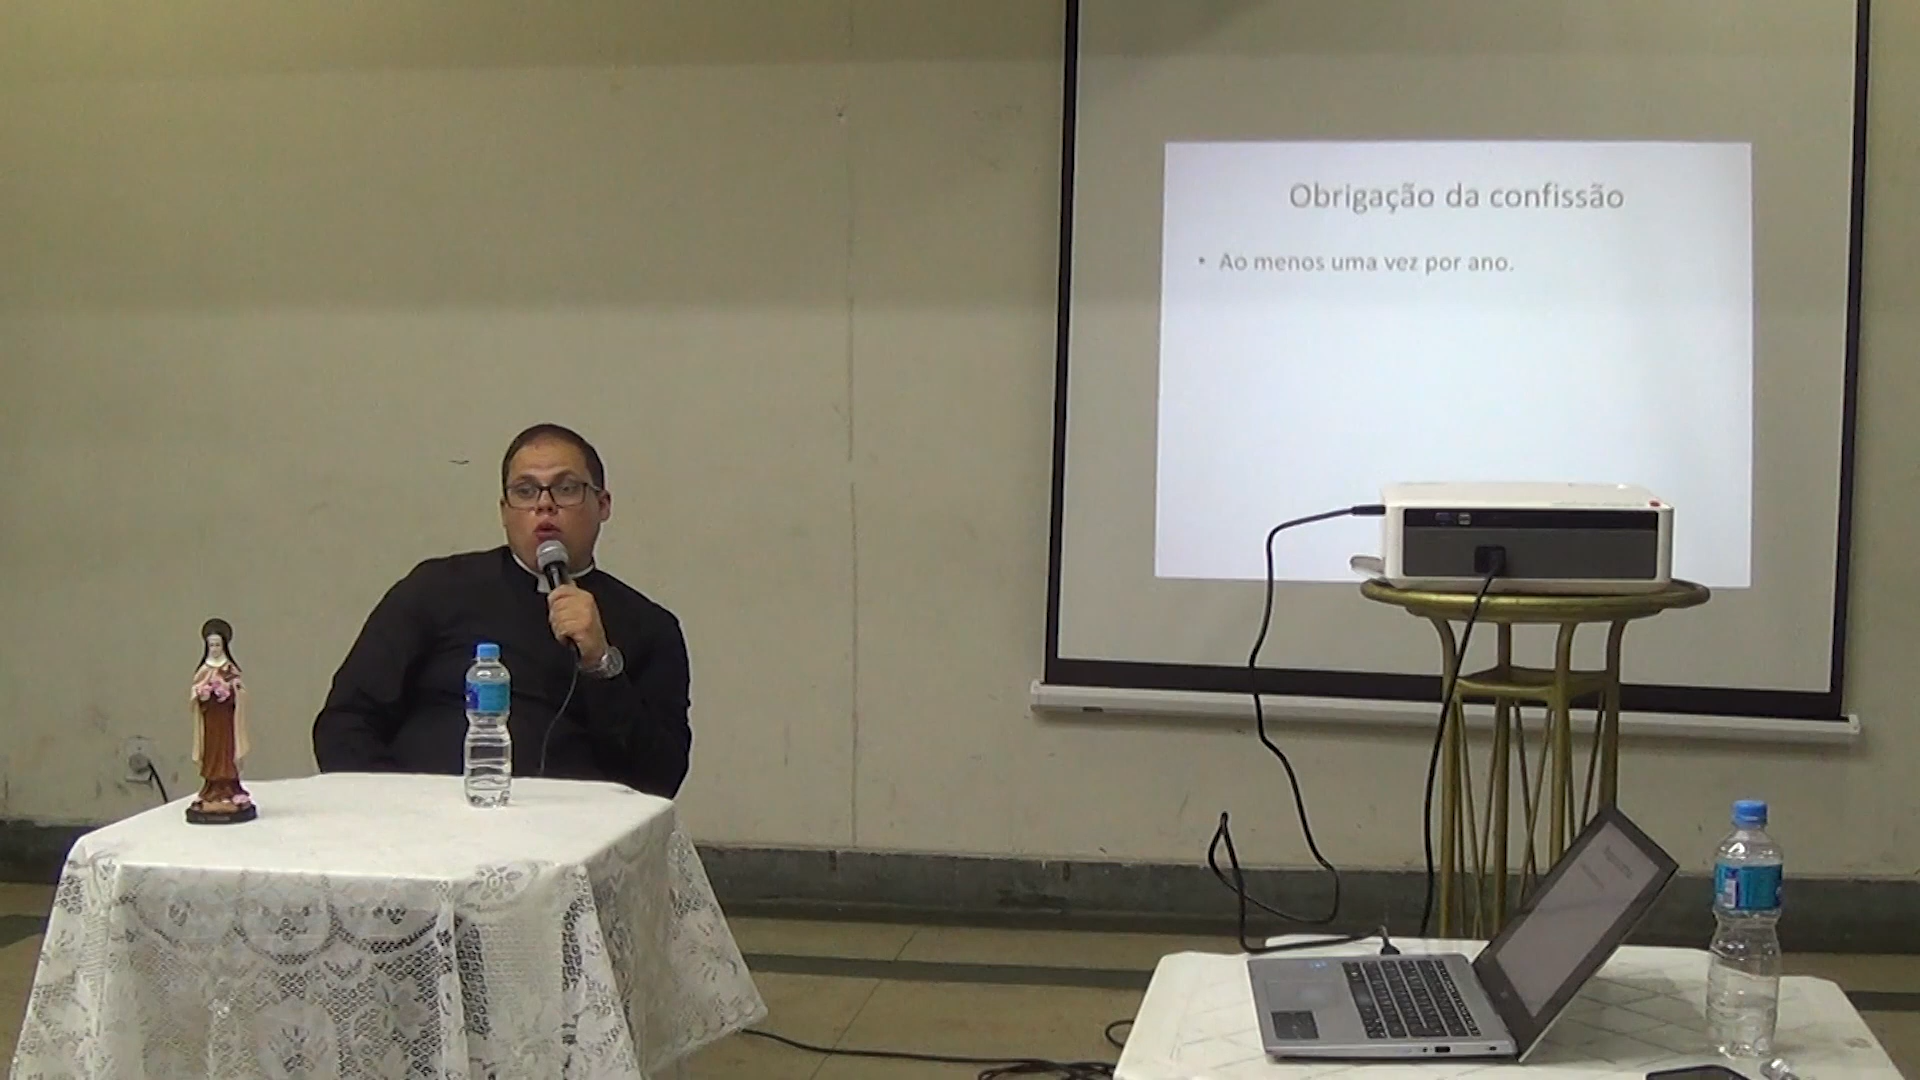 Obrigação da confissão
• Ao menos uma vez por ano.